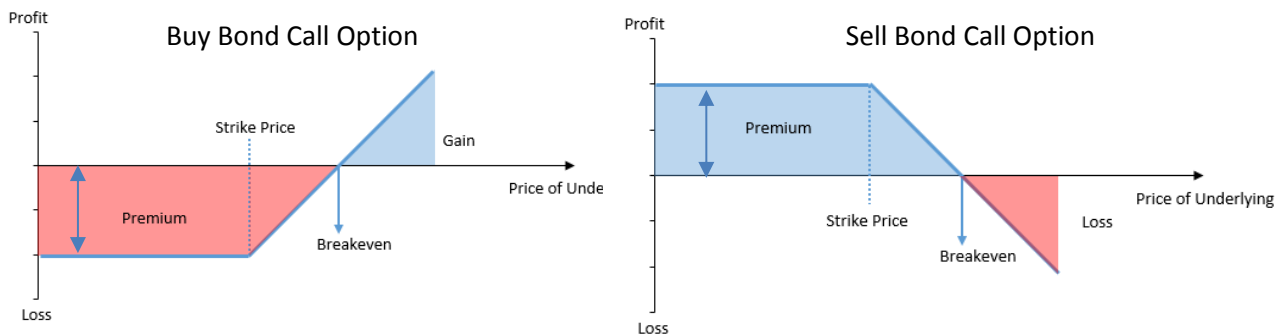 Profit
Buy Bond Call Option
Strike Price
Gain
Price of Unde
Premium
Breakeven
Loss
Profit
Sell Bond Call Option
Premium
Price of Underlying
Strike Price
Loss
Breakeven
Loss